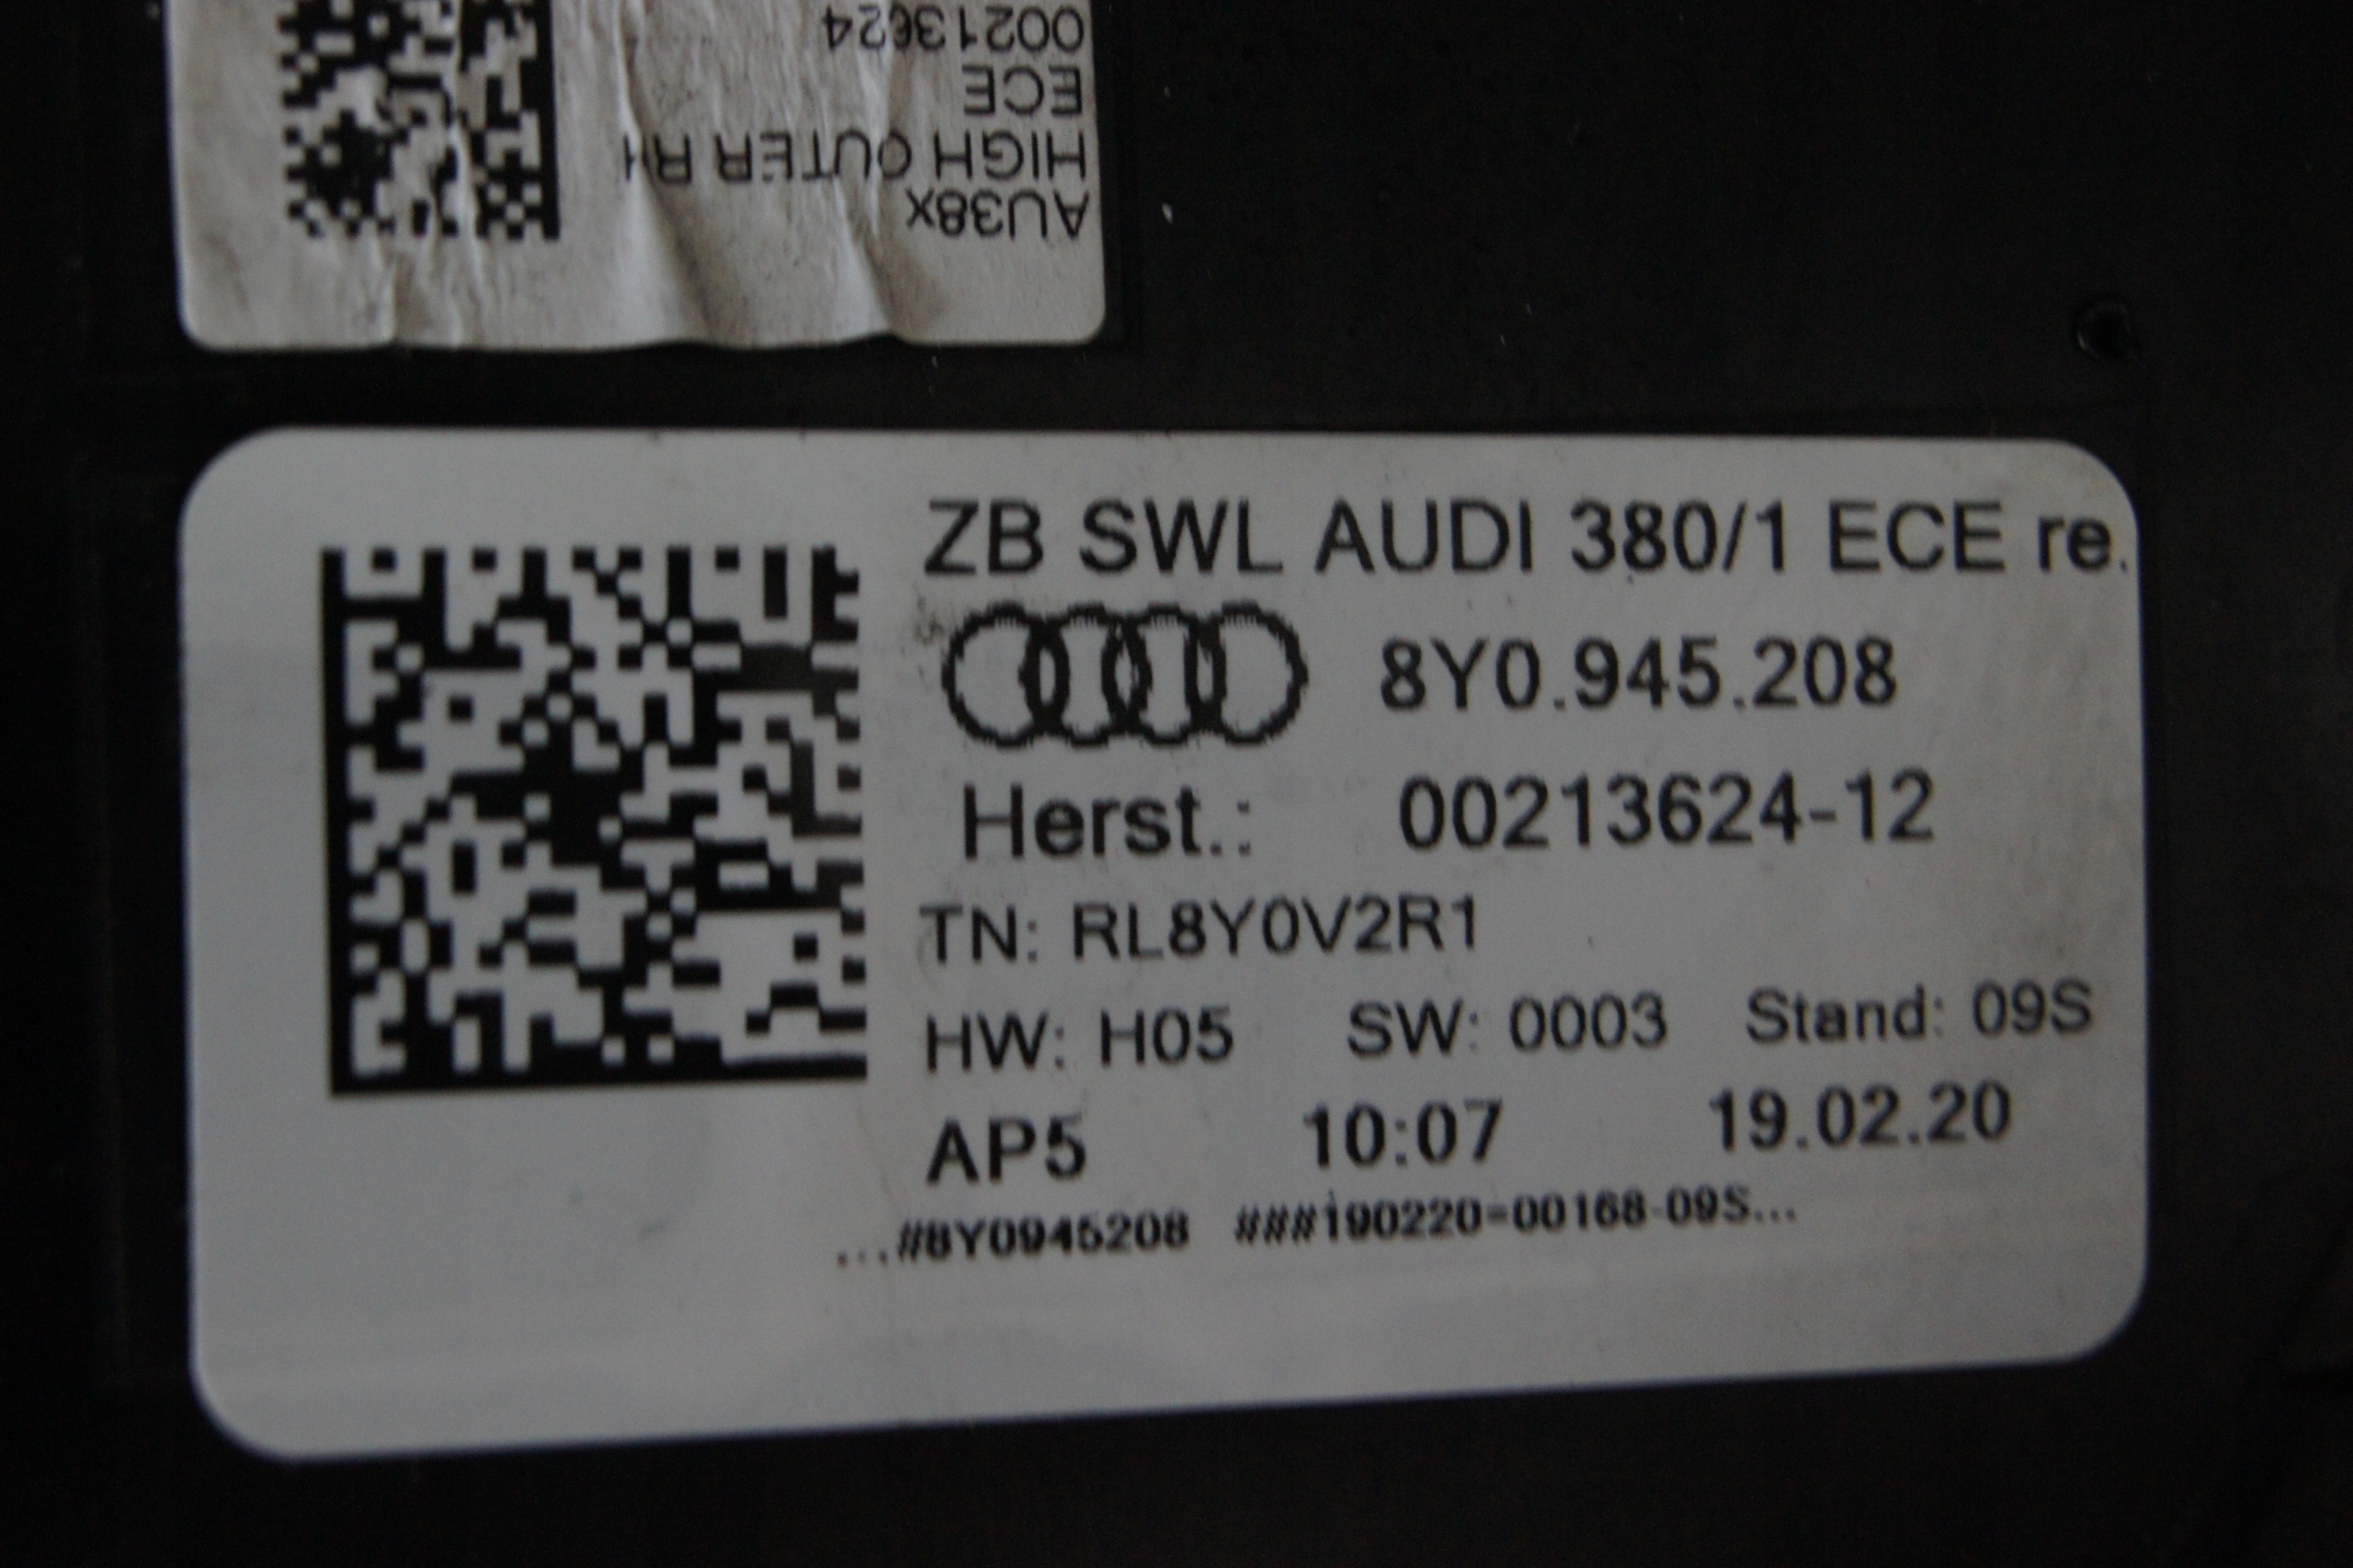 00213624
ECE
HIGH OUTER RH
AU38x
ZB SWL AUDI 380/1 ECE re.
8Y0.945.208
Herst.: 00213624-12
TN: RL8Y0V2R1
HW: H05 SW: 0003 Stand: 09S
AP5 10:07 19.02.20
...#8Y0945208 ###190220-00168-09S...